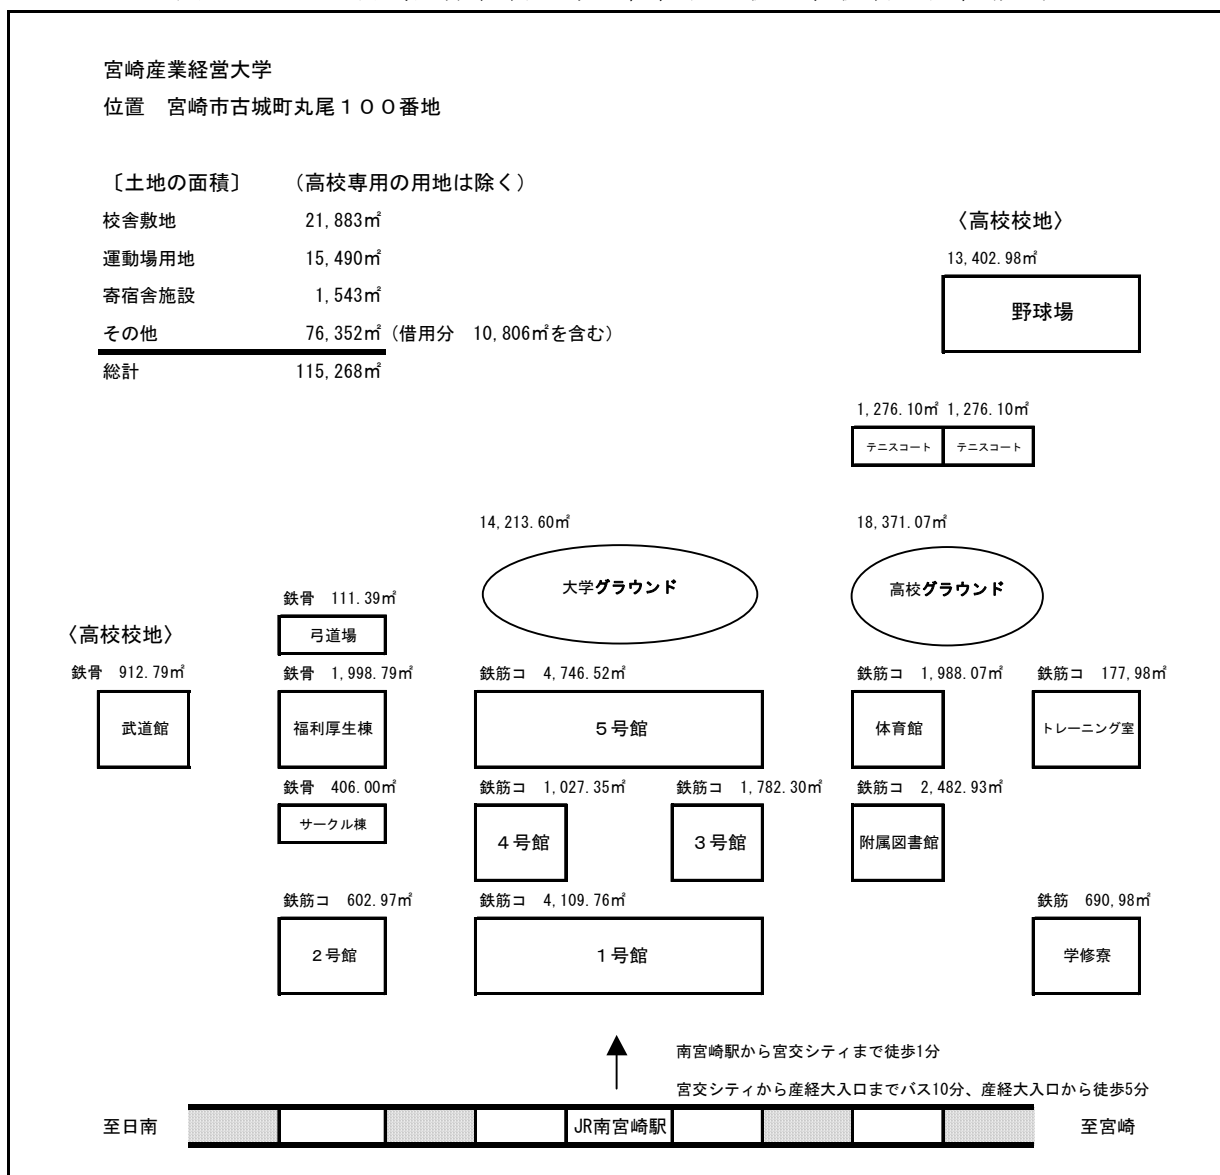 宮崎産業経営大学
位置　宮崎市古城町丸尾１００番地
〔土地の面積〕　（高校専用の用地は除く）
校舎敷地　21,883㎡
運動場用地　15,490㎡
寄宿舎施設　1,543㎡
その他　76,352㎡（借用分　10,806㎡を含む）
総計　115,268㎡
〈高校校地〉
13,402.98㎡
野球場
1,276.10㎡ 1,276.10㎡
テニスコート テニスコート
14,213.60㎡ 18,371.07㎡
大学グラウンド 高校グラウンド
鉄骨　111.39㎡
弓道場
〈高校校地〉
鉄骨　912.79㎡ 鉄骨　1,998.79㎡ 鉄筋コ　4,746.52㎡ 鉄筋コ　1,988.07㎡ 鉄筋コ　177,98㎡
武道館 福利厚生棟 ５号館 体育館 トレーニング室
鉄骨　406.00㎡ 鉄筋コ　1,027.35㎡ 鉄筋コ　1,782.30㎡ 鉄筋コ　2,482.93㎡
サークル棟 ４号館 ３号館 附属図書館
鉄筋コ　602.97㎡ 鉄筋コ　4,109.76㎡ 鉄筋　690,98㎡
２号館 １号館 学修寮
南宮崎駅から宮交シティまで徒歩1分
宮交シティから産経大入口までバス10分、産経大入口から徒歩5分
至日南 JR南宮崎駅 至宮崎